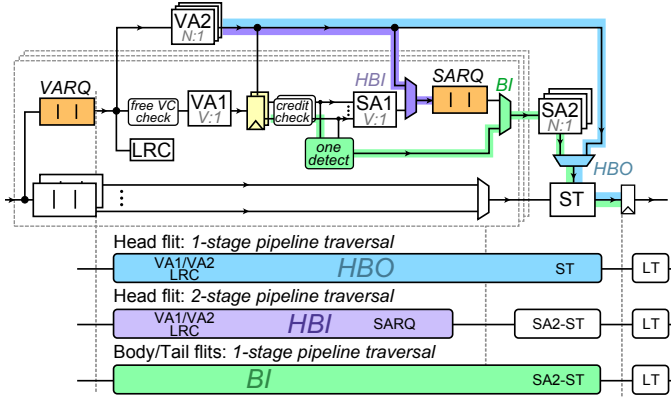 VA2
N:1
VARQ
free VC
check
VA1
V:1
LRC
credit
check
one
detect
HBI
SA1
V:1
SARQ
BI
SA2
N:1
HBO
ST
Head flit: 1-stage pipeline traversal
VA1/VA2
LRC
HBO
ST
LT
Head flit: 2-stage pipeline traversal
VA1/VA2
LRC
HBI
SARQ
SA2-ST
LT
Body/Tail flits: 1-stage pipeline traversal
BI
SA2-ST
LT